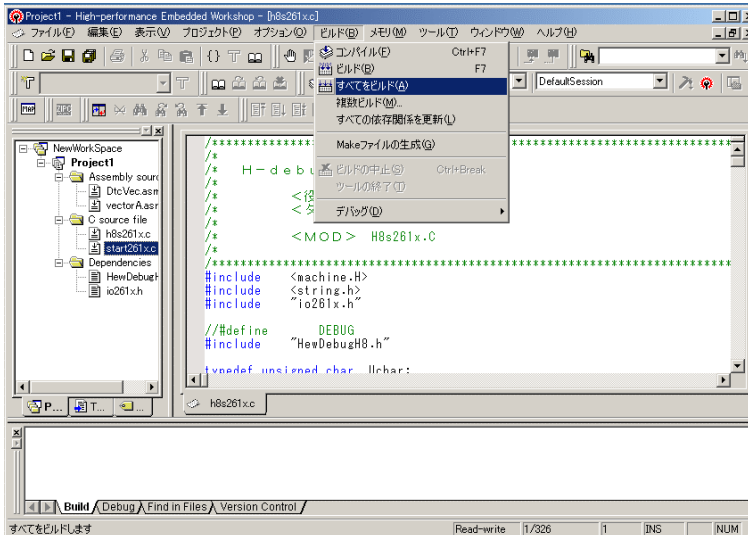 Project1 - High-performance Embedded Workshop - [h8s261x.c]
ファイル(F) 編集(E) 表示(V) プロジェクト(P) オプション(O) ビルド(B) メモリ(M) ツール(T) ウィンドウ(W) ヘルプ(H)
コンパイル(F) Ctrl+F7
ビルド(B) F7
すべてをビルド(A)
複数ビルド(M)...
すべての依存関係を更新(L)
Makeファイルの生成(G)
ビルドの中止(S) Ctrl+Break
ツールの終了(T)
デバッグ(D)
DefaultSession
MAP
NewWorkSpace
Project1
Assembly sourc
DtcVec.asm
vectorA.asr
C source file
h8s261x.c
start261x.c
Dependencies
HewDebugH
io261x.h
P... T...
/*
/* H-debu
/*
/* <役
/* <
/*
/* <MOD> H8s261x.C
/*
#include <machine.H>
#include <string.h>
#include "io261x.h"
//#define DEBUG
#include "HewDebugH8.h"
typedef unsigned char Uchar;
h8s261x.c
Build Debug Find in Files Version Control
すべてをビルドします
Read-write 1/326 1 INS NUM